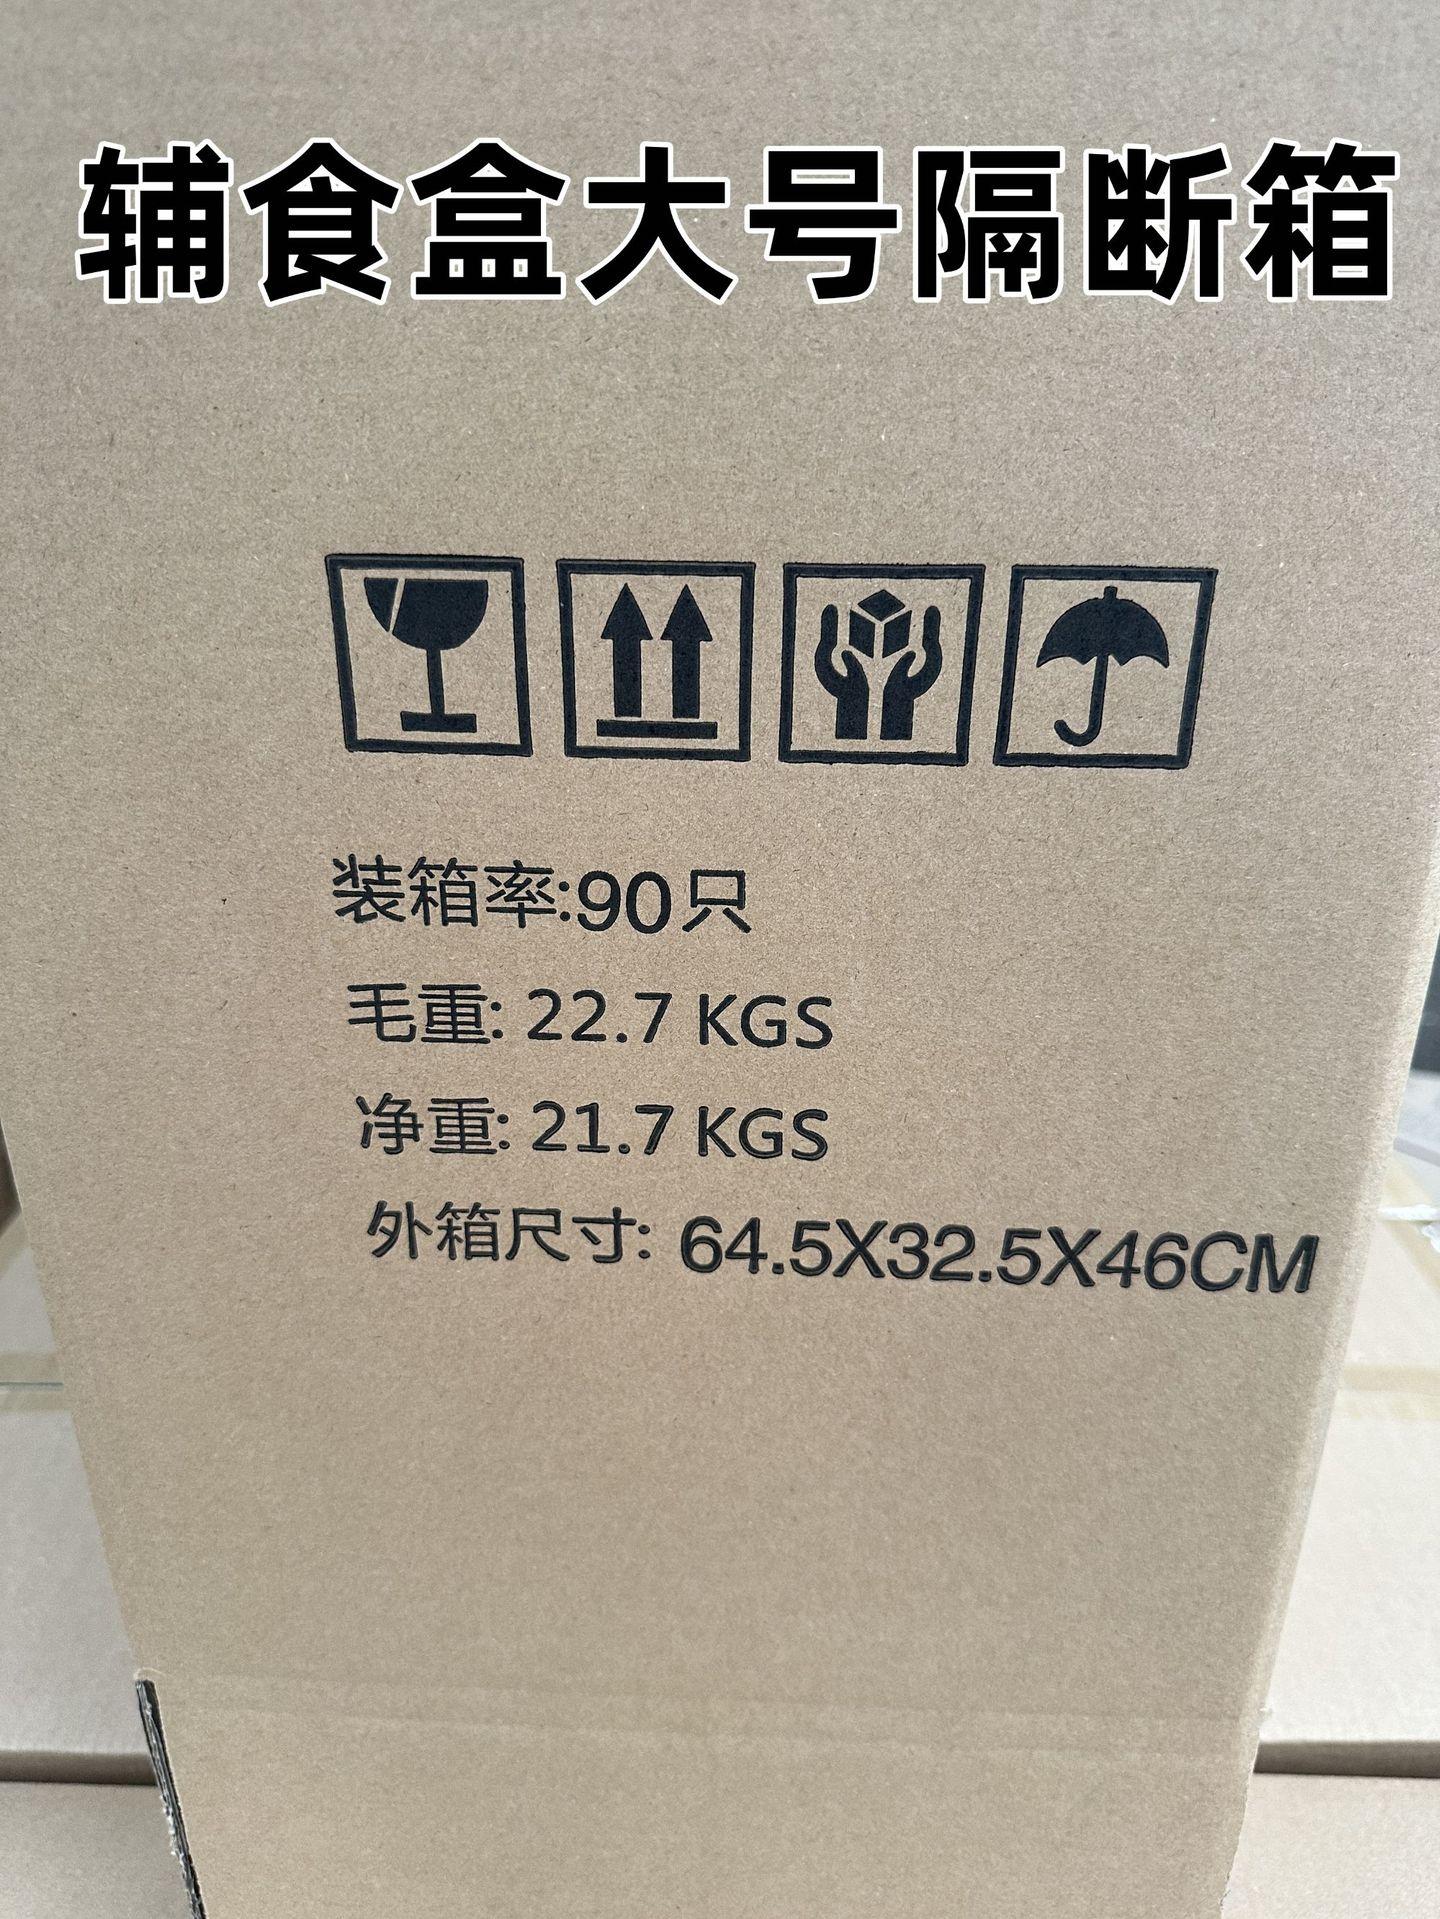 辅食盒大号隔断箱
装箱率:90只
毛重: 22.7 KGS
净重: 21.7 KGS
外箱尺寸: 64.5X32.5X46CM